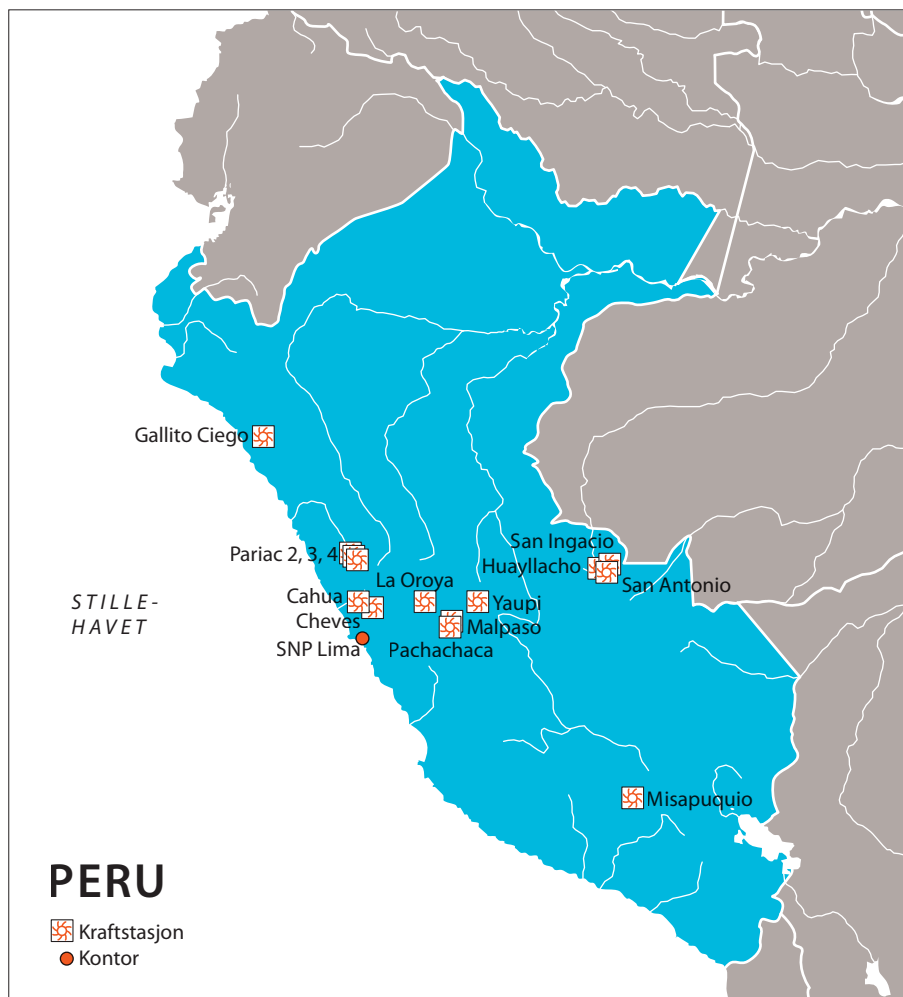 Gallito Ciego
Pariac 2, 3, 4
San Ingacio
Huayllacho
San Antonio
La Oroya
Cahua
Yaupi
STILLE-
HAVET
Cheves
Malpaso
SNP Lima
Pachachaca
Misapuquio
PERU
Kraftstasjon
Kontor